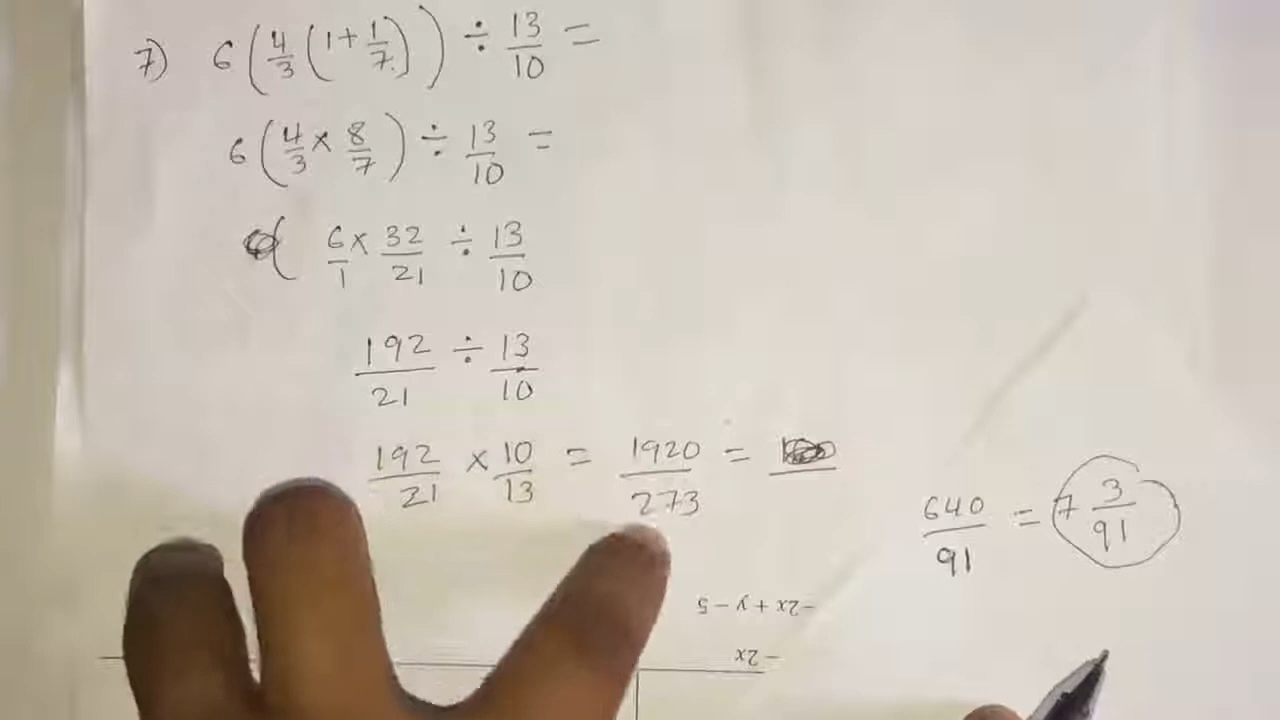 7) 6(4/3(1+1/7)) ÷ 13/10 =
6(4/3 × 8/7) ÷ 13/10 =
6/1 × 32/21 ÷ 13/10
192/21 ÷ 13/10
192/21 × 10/13 = 1920/273 =
640/91 = 7 3/91
-2x + y - 5
-2x